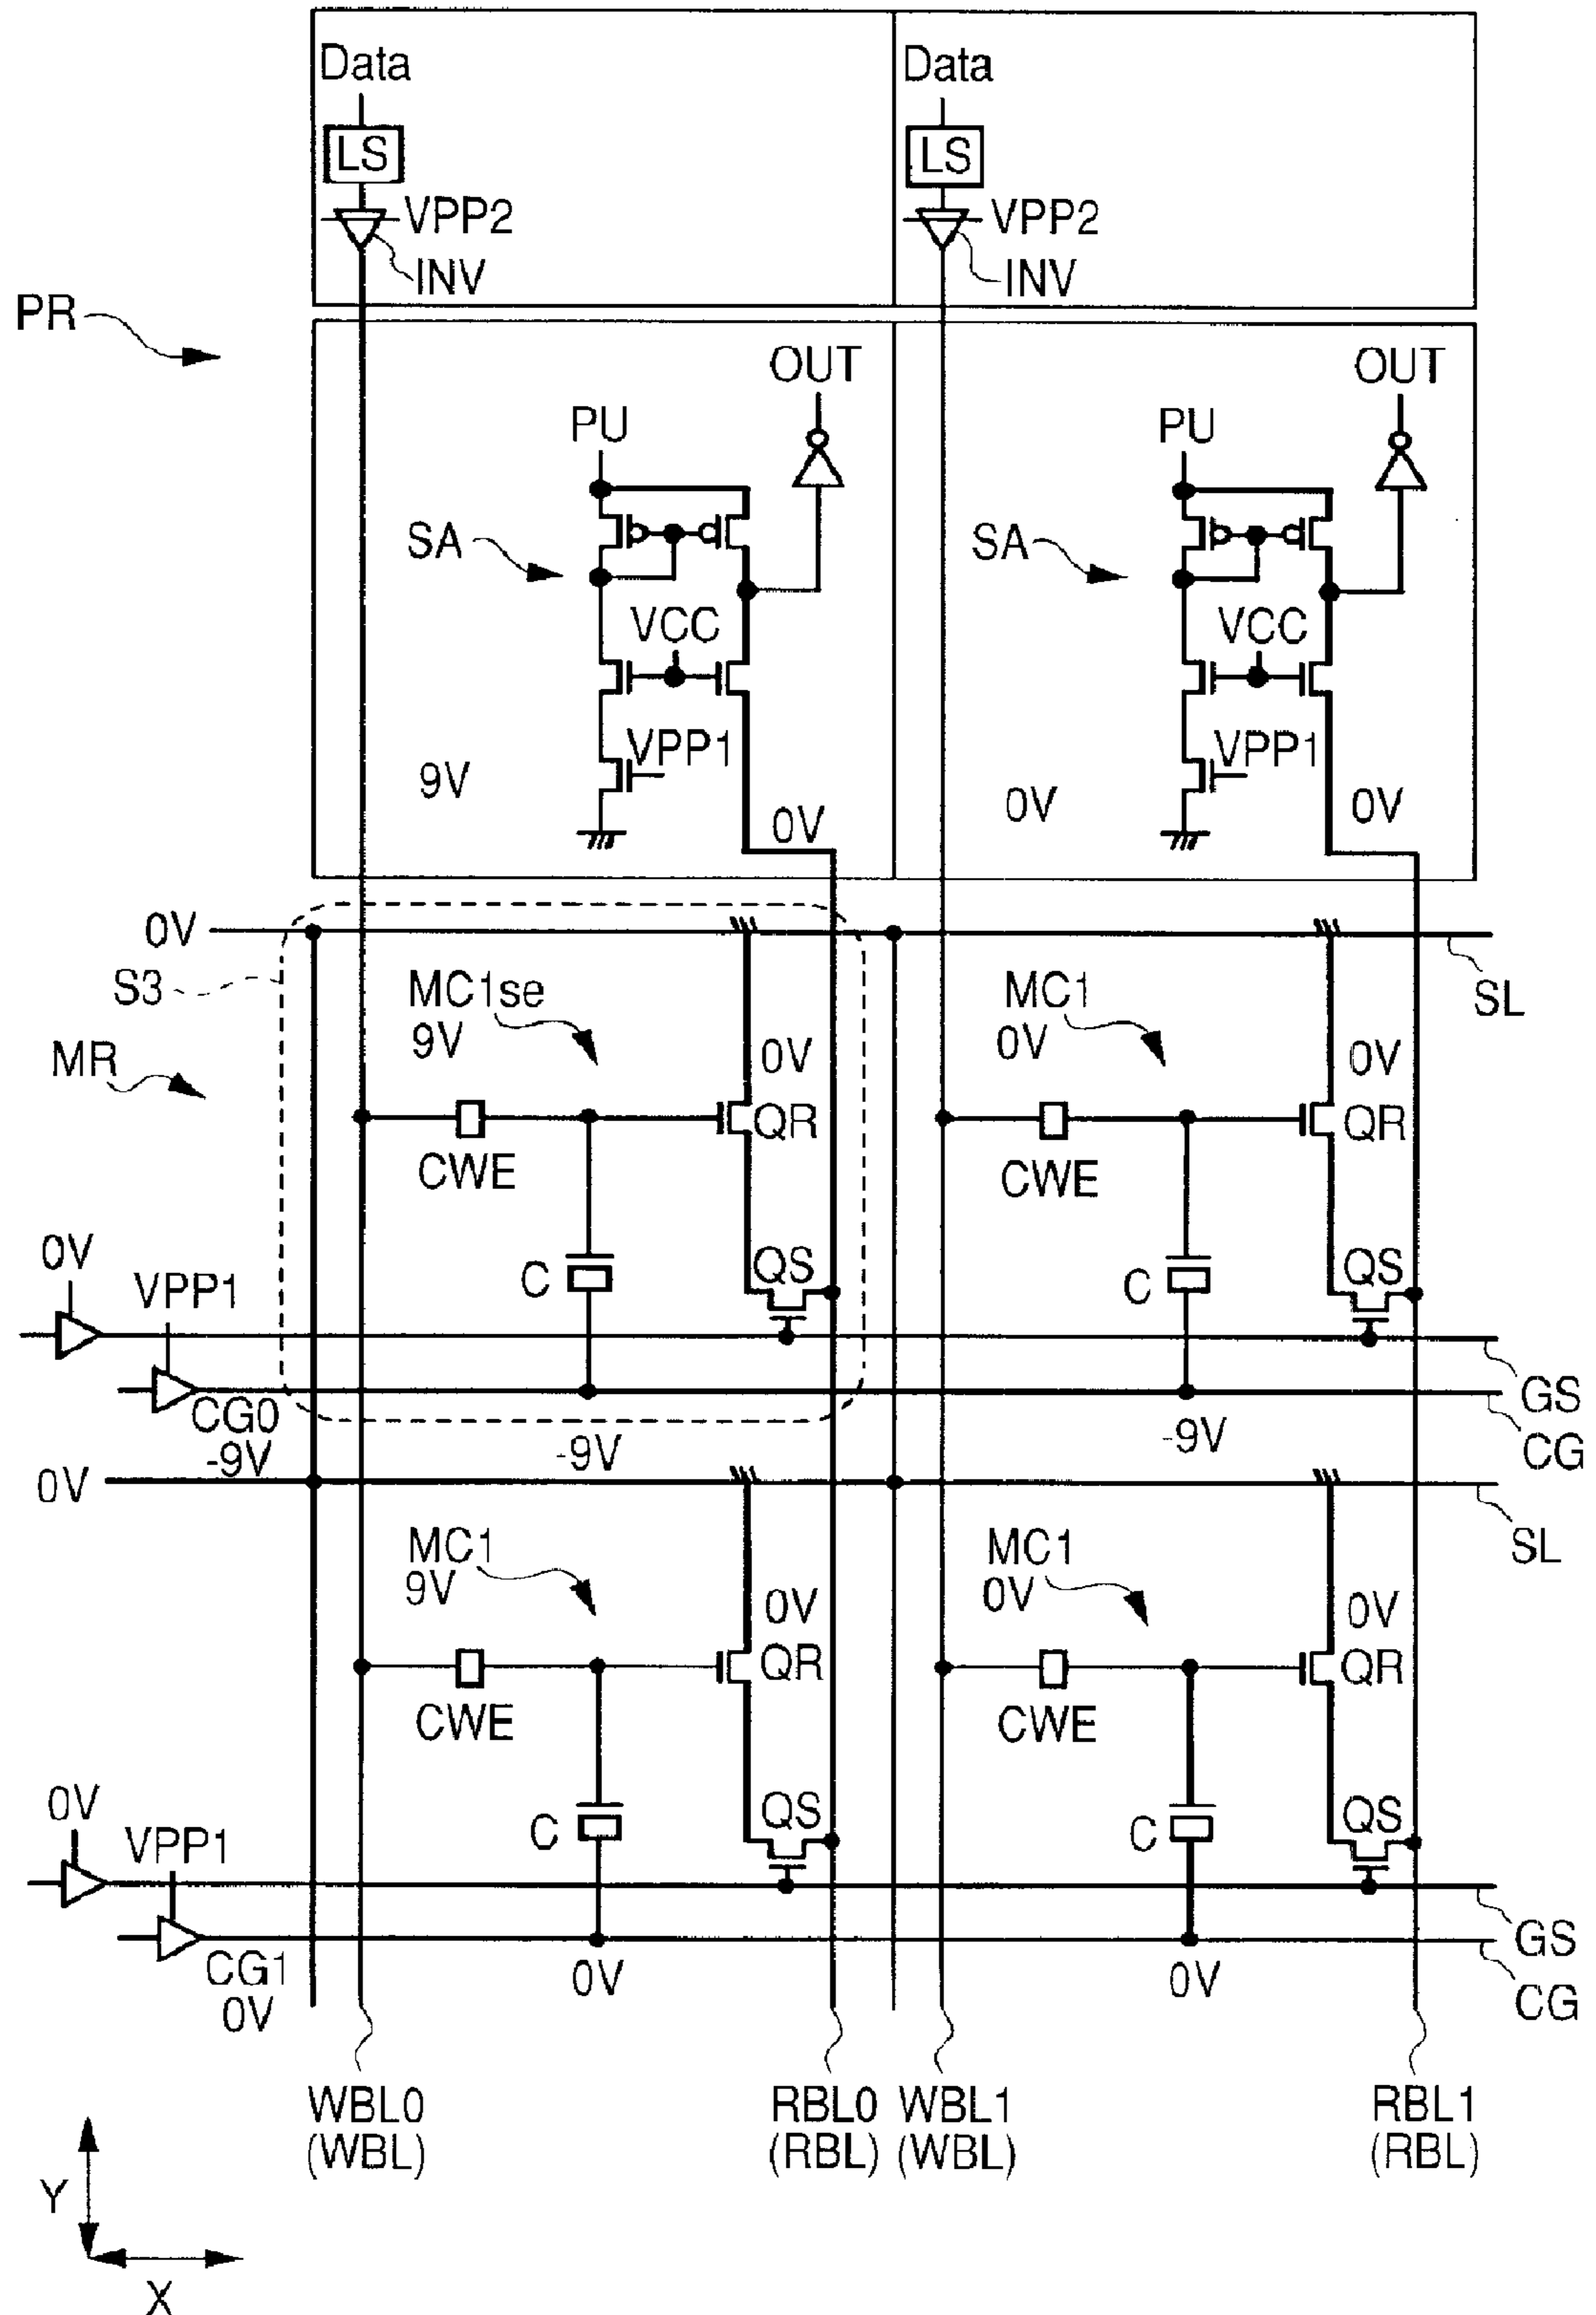 Data Data
LS LS
VPP2 VPP2
INV INV
PR
OUT OUT
PU PU
SA SA
VCC VCC
VPP1 VPP1
9V 0V 0V 0V
0V
S3 MC1se MC1 SL
9V 0V
MR 0V 0V
QR QR
CWE CWE
0V QS QS
VPP1 C C
GS
CG0 CG
-9V -9V -9V
0V
MC1 MC1 SL
9V 0V
0V 0V
QR QR
CWE CWE
0V QS QS
VPP1 C C
GS
CG1 0V 0V CG
0V
WBL0 RBL0 WBL1 RBL1
(WBL) (RBL) (WBL) (RBL)
Y
X